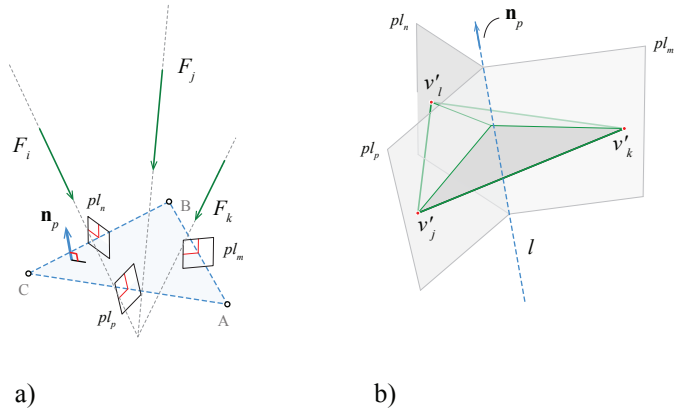 F_j
F_i
pl_n
B
F_k
n_p
pl_m
C
pl_p
A
a)
pl_n
n_p
pl_m
v'_l
v'_k
pl_p
v'_j
l
b)